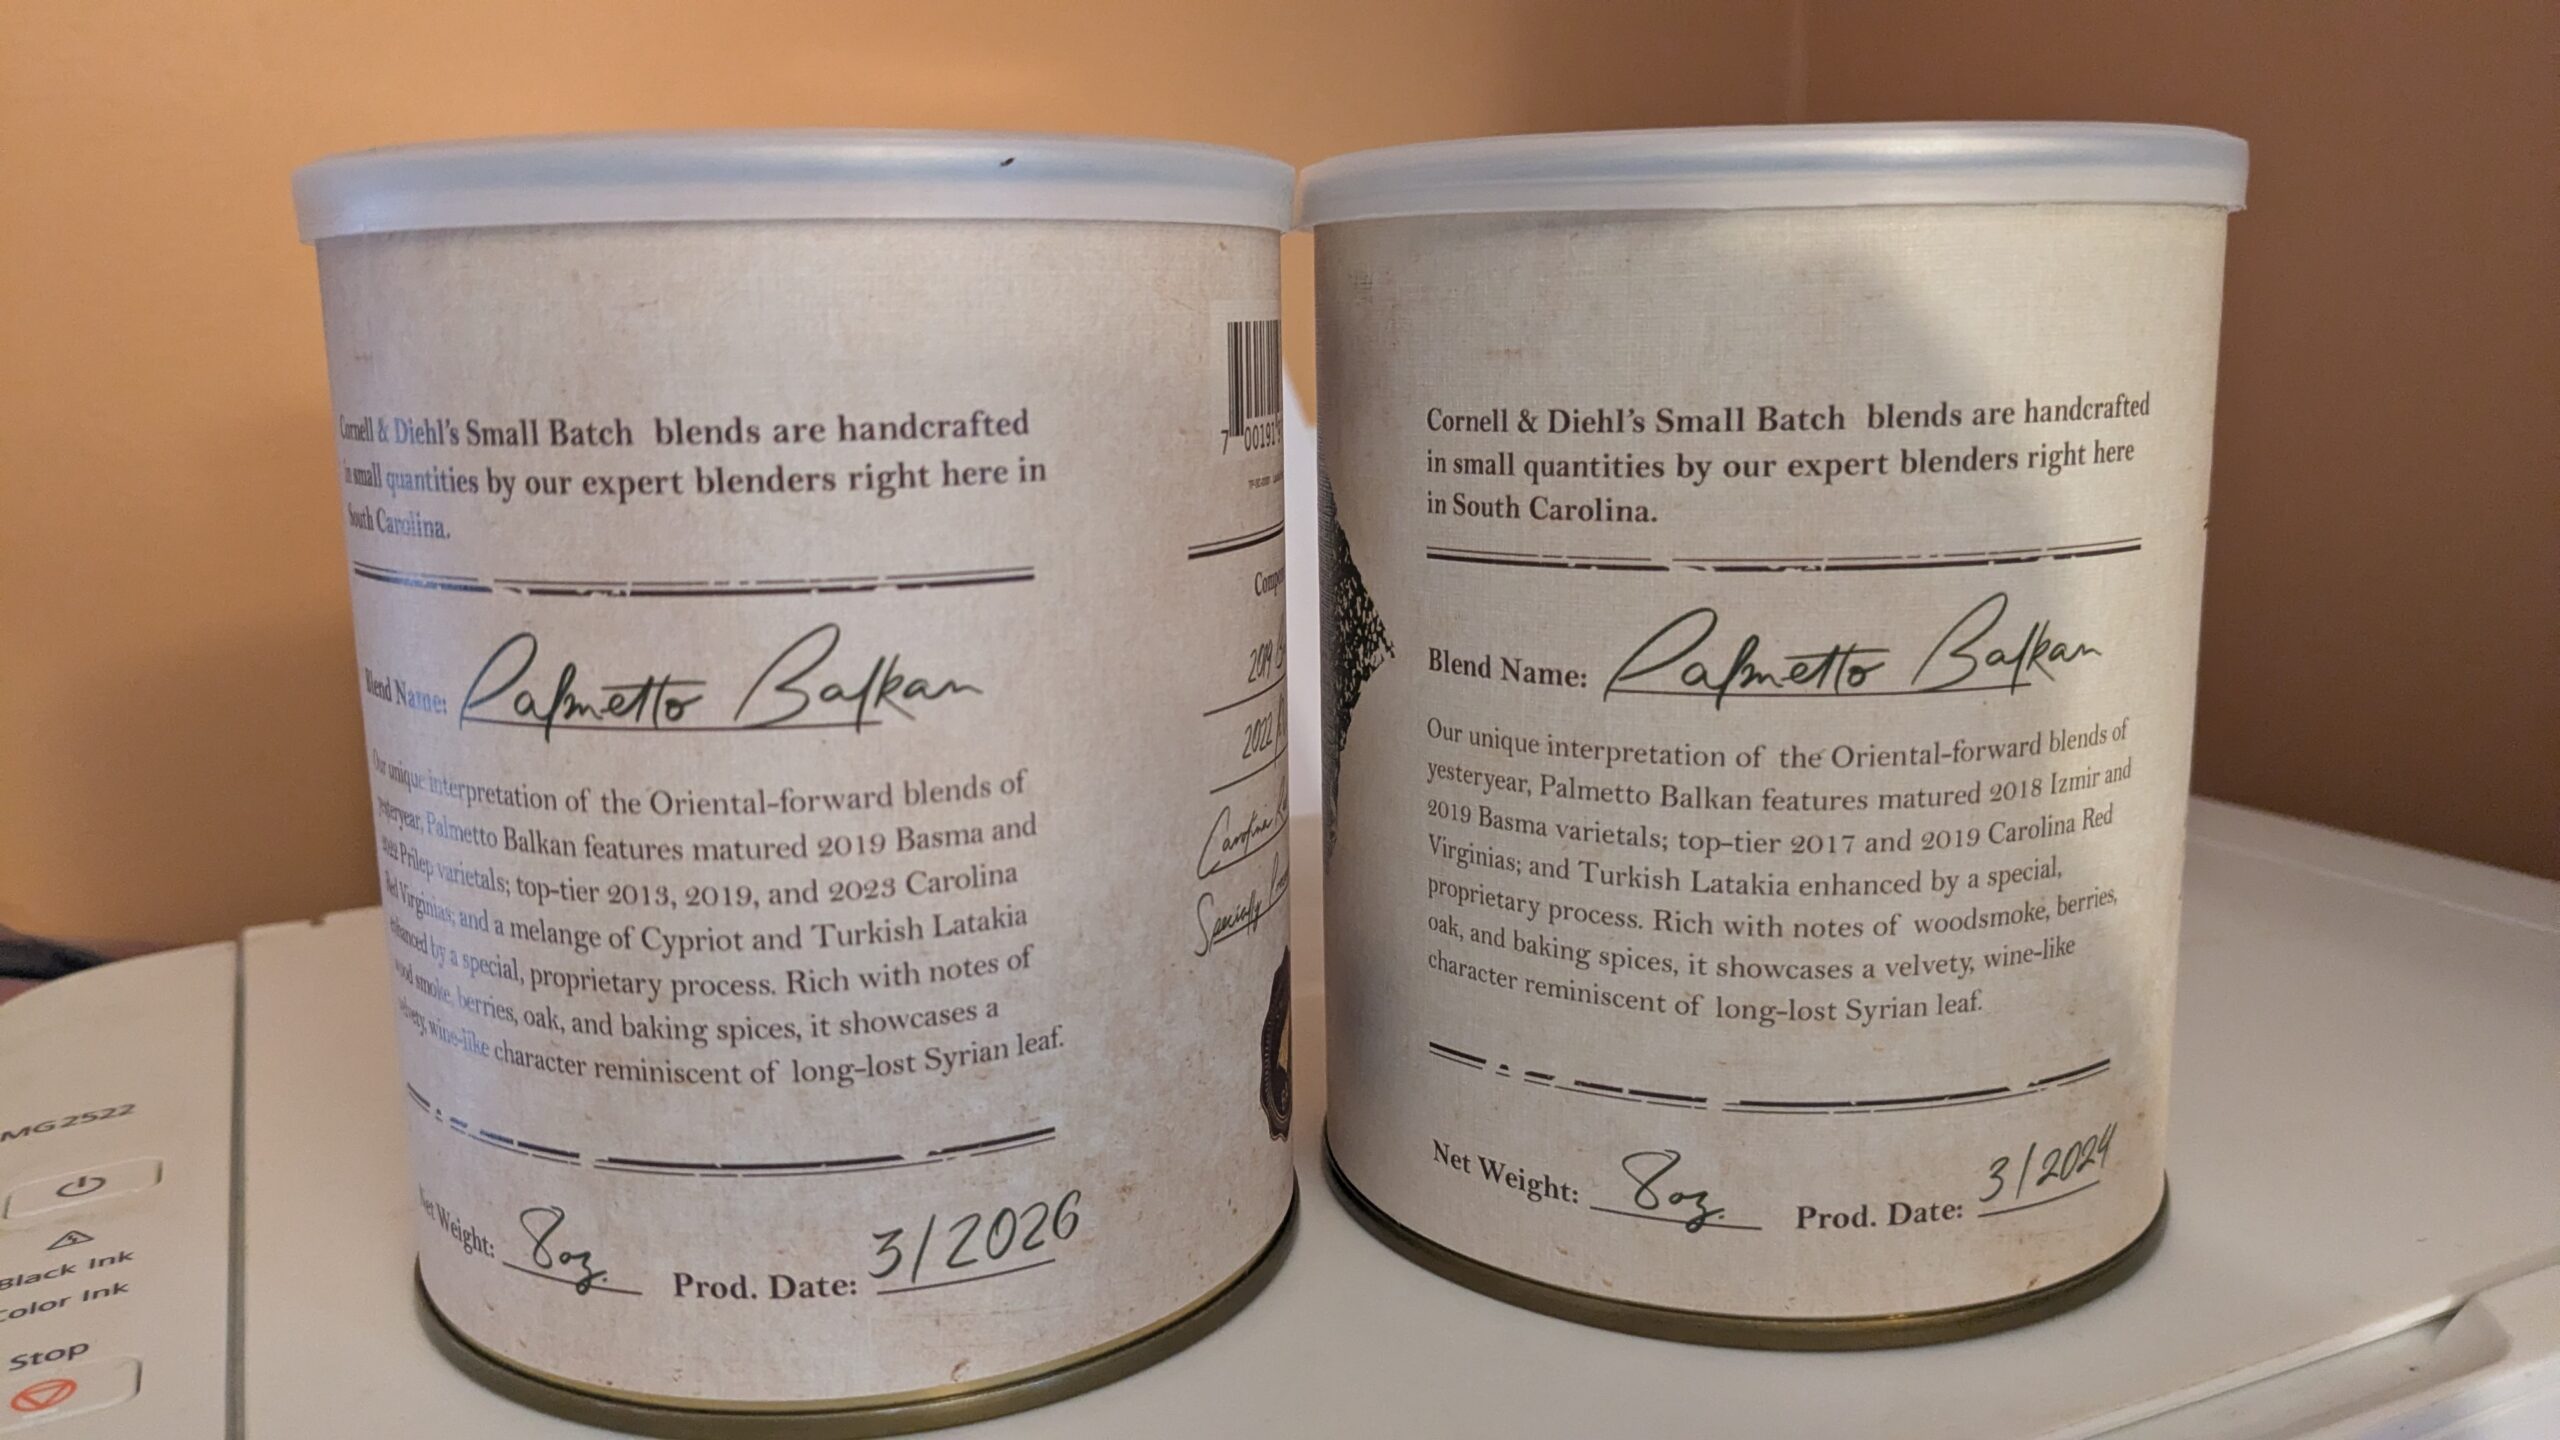 Cornell & Diehl's Small Batch blends are handcrafted
in small quantities by our expert blenders right here in
South Carolina.
Blend Name: Palmetto Balkan
Our unique interpretation of the Oriental-forward blends of
yesteryear, Palmetto Balkan features matured 2019 Basma and
2022 Prilep varietals; top-tier 2013, 2019, and 2023 Carolina
Red Virginias; and a melange of Cypriot and Turkish Latakia
enhanced by a special, proprietary process. Rich with notes of
wood smoke, berries, oak, and baking spices, it showcases a
velvety, wine-like character reminiscent of long-lost Syrian leaf.
Net Weight: 8oz. Prod. Date: 3/2026
7 00191
2019
2022
Carolina
Specialty
Cornell & Diehl's Small Batch blends are handcrafted
in small quantities by our expert blenders right here
in South Carolina.
Blend Name: Palmetto Balkan
Our unique interpretation of the Oriental-forward blends of
yesteryear, Palmetto Balkan features matured 2018 Izmir and
2019 Basma varietals; top-tier 2017 and 2019 Carolina Red
Virginias; and Turkish Latakia enhanced by a special,
proprietary process. Rich with notes of woodsmoke, berries,
oak, and baking spices, it showcases a velvety, wine-like
character reminiscent of long-lost Syrian leaf.
Net Weight: 8oz. Prod. Date: 3/2024
MG2522
Black Ink
Color Ink
Stop